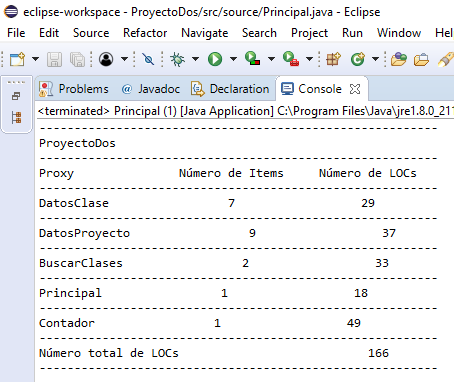 eclipse-workspace - ProyectoDos/src/source/Principal.java - Eclipse
File Edit Source Refactor Navigate Search Project Run Window Help
Problems @ Javadoc Declaration Console
<terminated> Principal (1) [Java Application] C:\Program Files\Java\jre1.8.0_211
--------------------------------------------------------
ProyectoDos
--------------------------------------------------------
Proxy Número de Items Número de LOCs
--------------------------------------------------------
DatosClase 7 29
--------------------------------------------------------
DatosProyecto 9 37
--------------------------------------------------------
BuscarClases 2 33
--------------------------------------------------------
Principal 1 18
--------------------------------------------------------
Contador 1 49
--------------------------------------------------------
Número total de LOCs 166
--------------------------------------------------------